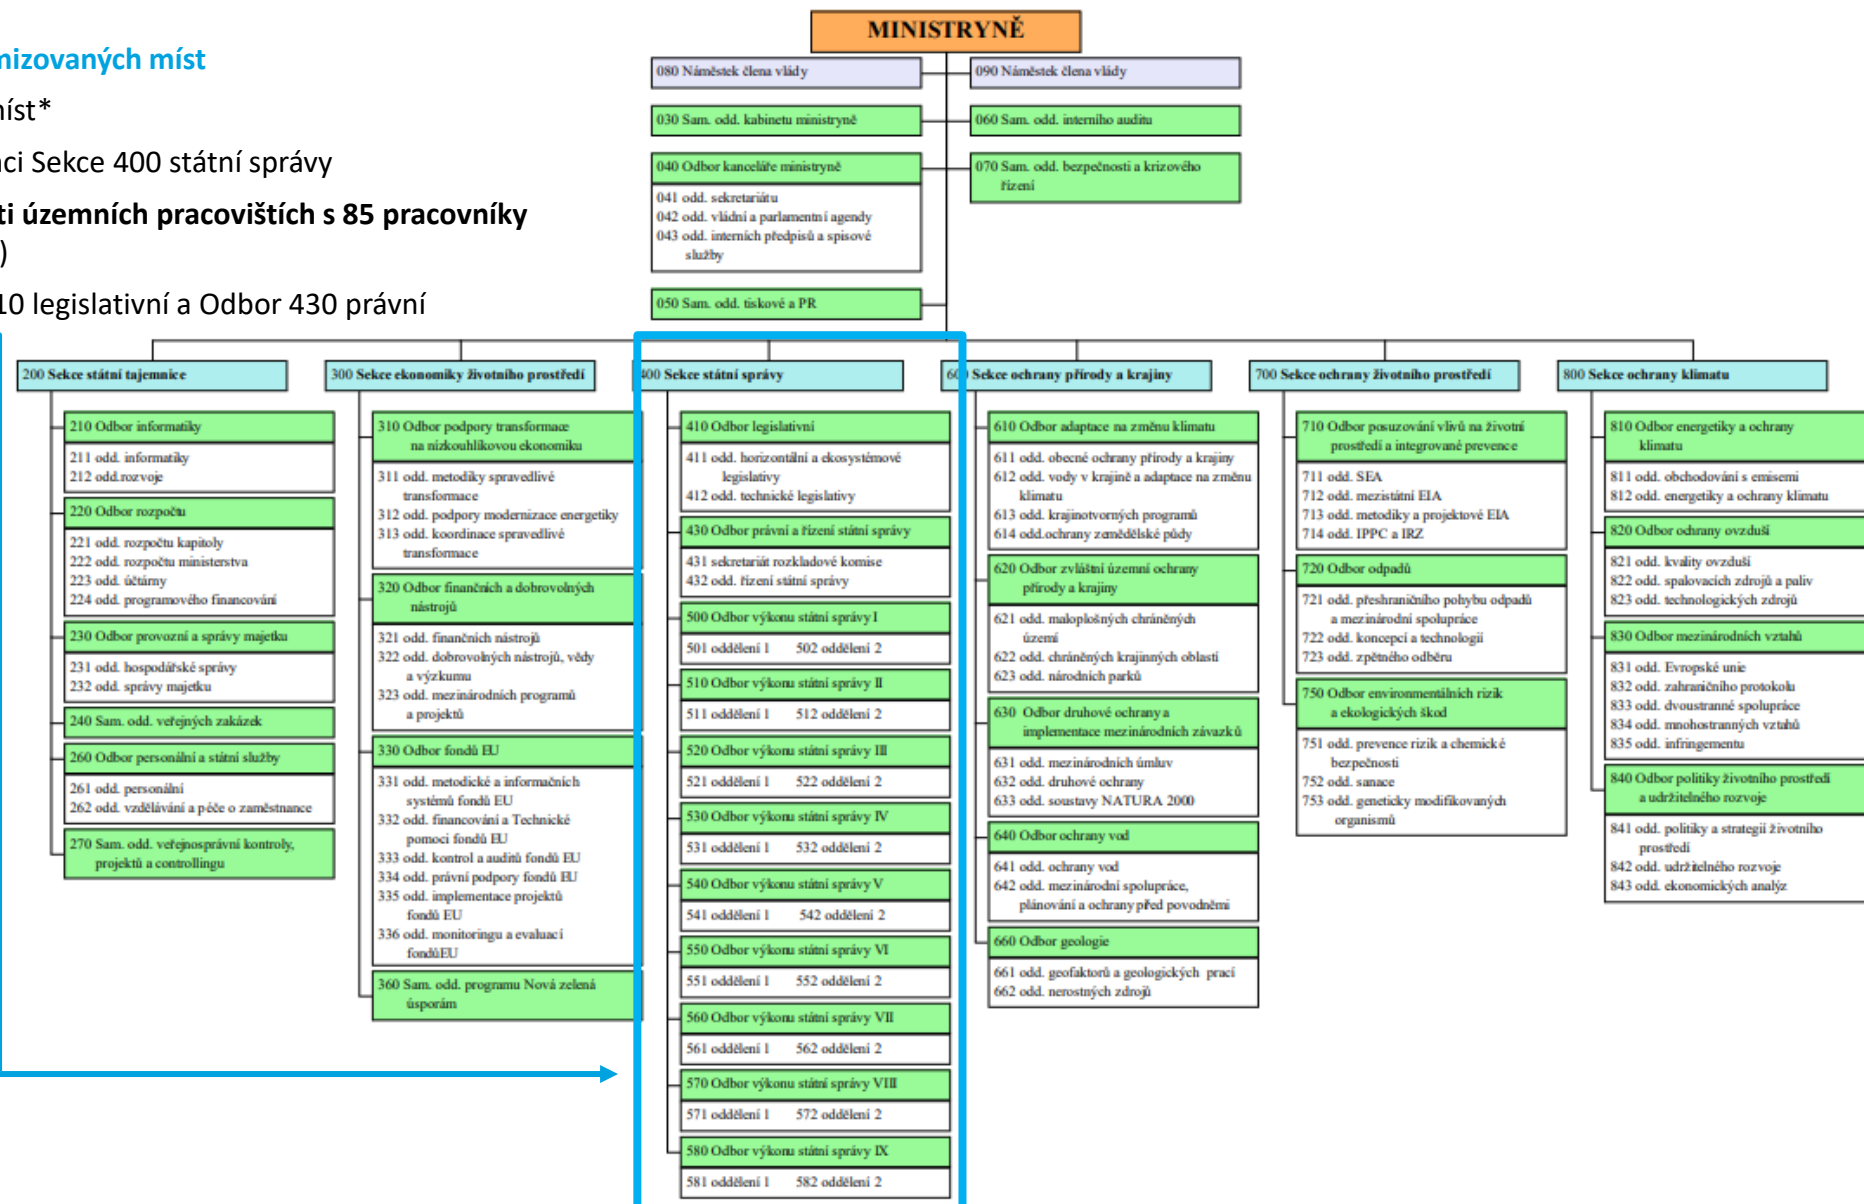 mizovaných míst
míst*
ci Sekce 400 státní správy
ti územních pracovištích s 85 pracovníky
)
10 legislativní a Odbor 430 právní
MINISTRYNĚ
080 Náměstek člena vlády
090 Náměstek člena vlády
030 Sam. odd. kabinetu ministryně
060 Sam. odd. interního auditu
040 Odbor kanceláře ministryně
041 odd. sekretariátu
042 odd. vládní a parlamentní agendy
043 odd. interních předpisů a spisové
služby
070 Sam. odd. bezpečnosti a krizového
řízení
050 Sam. odd. tiskové a PR
200 Sekce státní tajemnice
210 Odbor informatiky
211 odd. informatiky
212 odd.rozvoje
220 Odbor rozpočtu
221 odd. rozpočtu kapitoly
222 odd. rozpočtu ministerstva
223 odd. účtárny
224 odd. programového financování
230 Odbor provozní a správy majetku
231 odd. hospodářské správy
232 odd. správy majetku
240 Sam. odd. veřejných zakázek
260 Odbor personální a státní služby
261 odd. personální
262 odd. vzdělávání a péče o zaměstnance
270 Sam. odd. veřejnosprávní kontroly,
projektů a controllingu
300 Sekce ekonomiky životního prostředí
310 Odbor podpory transformace
na nízkouhlíkovou ekonomiku
311 odd. metodiky spravedlivé
transformace
312 odd. podpory modernizace energetiky
313 odd. koordinace spravedlivé
transformace
320 Odbor finančních a dobrovolných
nástrojů
321 odd. finančních nástrojů
322 odd. dobrovolných nástrojů, vědy
a výzkumu
323 odd. mezinárodních programů
a projektů
330 Odbor fondů EU
331 odd. metodické a informačních
systémů fondů EU
332 odd. financování a Technické
pomoci fondů EU
333 odd. kontrol a auditů fondů EU
334 odd. právní podpory fondů EU
335 odd. implementace projektů
fondů EU
336 odd. monitoringu a evaluací
fondůEU
360 Sam. odd. programu Nová zelená
úsporám
400 Sekce státní správy
410 Odbor legislativní
411 odd. horizontální a ekosystémové
legislativy
412 odd. technické legislativy
430 Odbor právní a řízení státní správy
431 sekretariát rozkladové komise
432 odd. řízení státní správy
500 Odbor výkonu státní správy I
501 oddělení 1 502 oddělení 2
510 Odbor výkonu státní správy II
511 oddělení 1 512 oddělení 2
520 Odbor výkonu státní správy III
521 oddělení 1 522 oddělení 2
530 Odbor výkonu státní správy IV
531 oddělení 1 532 oddělení 2
540 Odbor výkonu státní správy V
541 oddělení 1 542 oddělení 2
550 Odbor výkonu státní správy VI
551 oddělení 1 552 oddělení 2
560 Odbor výkonu státní správy VII
561 oddělení 1 562 oddělení 2
570 Odbor výkonu státní správy VIII
571 oddělení 1 572 oddělení 2
580 Odbor výkonu státní správy IX
581 oddělení 1 582 oddělení 2
600 Sekce ochrany přírody a krajiny
610 Odbor adaptace na změnu klimatu
611 odd. obecné ochrany přírody a krajiny
612 odd. vody v krajině a adaptace na změnu
klimatu
613 odd. krajinotvorných programů
614 odd.ochrany zemědělské půdy
620 Odbor zvláštní územní ochrany
přírody a krajiny
621 odd. maloplošných chráněných
území
622 odd. chráněných krajinných oblastí
623 odd. národních parků
630 Odbor druhové ochrany a
implementace mezinárodních závazků
631 odd. mezinárodních úmluv
632 odd. druhové ochrany
633 odd. soustavy NATURA 2000
640 Odbor ochrany vod
641 odd. ochrany vod
642 odd. mezinárodní spolupráce,
plánování a ochrany před povodněmi
660 Odbor geologie
661 odd. geofaktorů a geologických prací
662 odd. nerostných zdrojů
700 Sekce ochrany životního prostředí
710 Odbor posuzování vlivů na životní
prostředí a integrované prevence
711 odd. SEA
712 odd. mezistátní EIA
713 odd. metodiky a projektové EIA
714 odd. IPPC a IRZ
720 Odbor odpadů
721 odd. přeshraničního pohybu odpadů
a mezinárodní spolupráce
722 odd. koncepcí a technologií
723 odd. zpětného odběru
750 Odbor environmentálních rizik
a ekologických škod
751 odd. prevence rizik a chemické
bezpečnosti
752 odd. sanace
753 odd. geneticky modifikovaných
organismů
800 Sekce ochrany klimatu
810 Odbor energetiky a ochrany
klimatu
811 odd. obchodování s emisemi
812 odd. energetiky a ochrany klimatu
820 Odbor ochrany ovzduší
821 odd. kvality ovzduší
822 odd. spalovacích zdrojů a paliv
823 odd. technologických zdrojů
830 Odbor mezinárodních vztahů
831 odd. Evropské unie
832 odd. zahraničního protokolu
833 odd. dvoustranné spolupráce
834 odd. mnohostranných vztahů
835 odd. infringementu
840 Odbor politiky životního prostředí
a udržitelného rozvoje
841 odd. politiky a strategií životního
prostředí
842 odd. udržitelného rozvoje
843 odd. ekonomických analýz